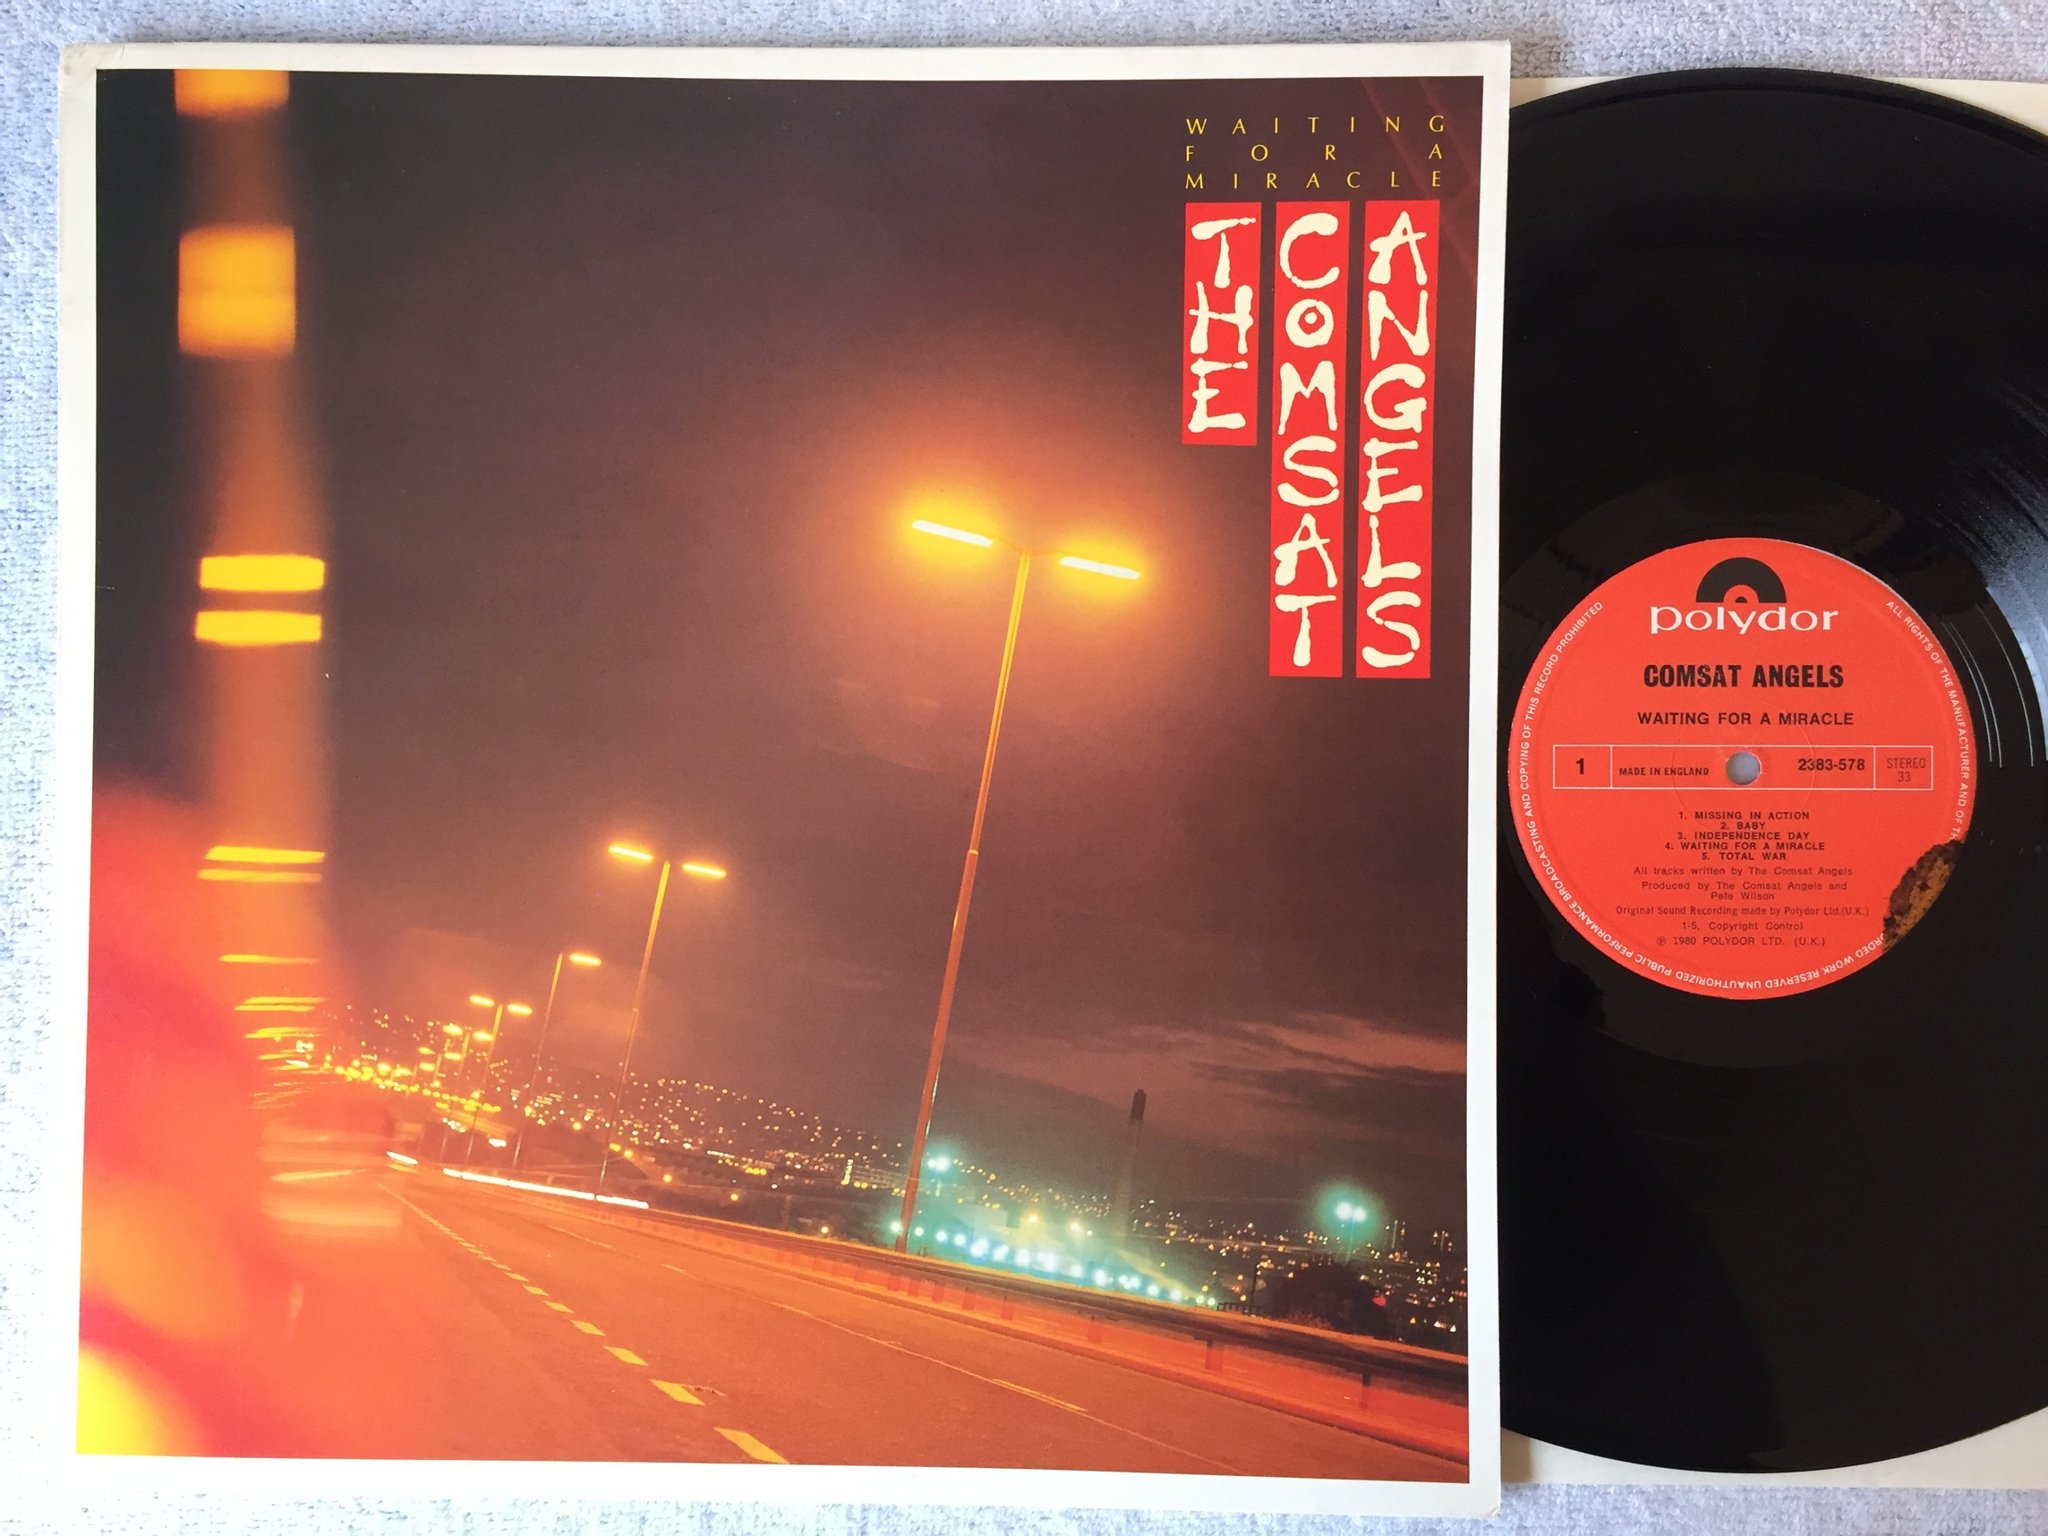 WAITING
FOR A
MIRACLE
THE
COMSAT
ANGELS
polydor
COMSAT ANGELS
WAITING FOR A MIRACLE
1 MADE IN ENGLAND 2383-578 STEREO
33
1. MISSING IN ACTION
2. BABY
3. INDEPENDENCE DAY
4. WAITING FOR A MIRACLE
5. TOTAL WAR
All tracks written by The Comsat Angels
Produced by The Comsat Angels and
Pete Wilson
Original Sound Recording made by Polydor Ltd.(U.K.)
1-5. Copyright Control
℗ 1980 POLYDOR LTD. (U.K.)
ALL RIGHTS OF THE MANUFACTURER AND OF
WORK RESERVED UNAUTHORIZED PUBLIC PERFORMANCE BROADCASTING AND COPYING OF THIS RECORD PROHIBITED